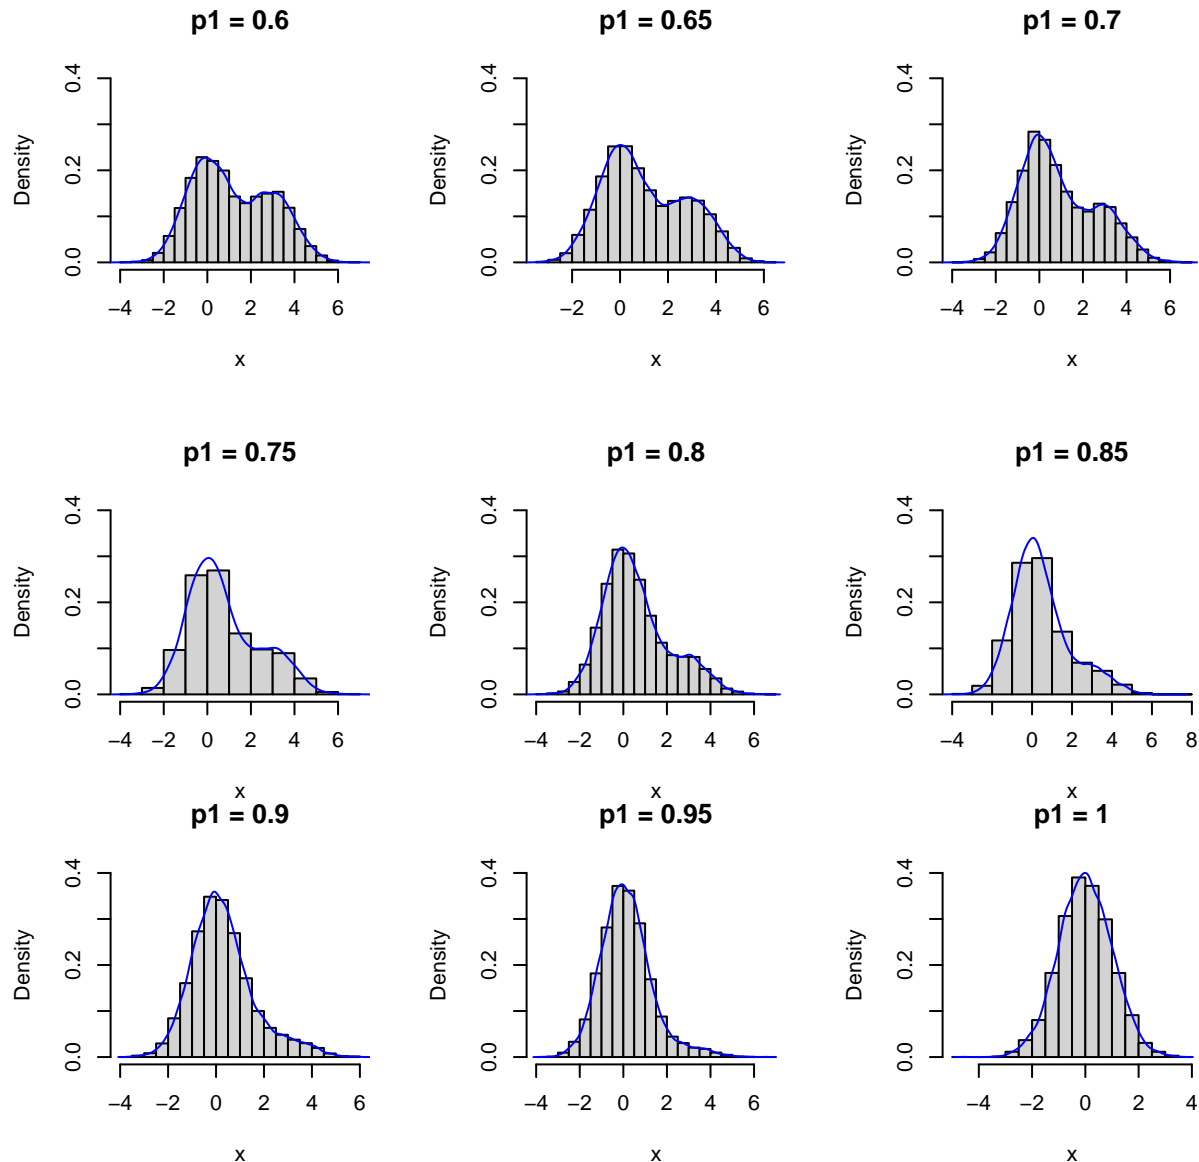 p1 = 0.6
Density
0.0 0.2 0.4
−4 −2 0 2 4 6
x
p1 = 0.65
Density
0.0 0.2 0.4
−2 0 2 4 6
x
p1 = 0.7
Density
0.0 0.2 0.4
−4 −2 0 2 4 6
x
p1 = 0.75
Density
0.0 0.2 0.4
−4 −2 0 2 4 6
x
p1 = 0.8
Density
0.0 0.2 0.4
−4 −2 0 2 4 6
x
p1 = 0.85
Density
0.0 0.2 0.4
−4 0 2 4 6 8
x
p1 = 0.9
Density
0.0 0.2 0.4
−4 −2 0 2 4 6
x
p1 = 0.95
Density
0.0 0.2 0.4
−4 −2 0 2 4 6
x
p1 = 1
Density
0.0 0.2 0.4
−4 −2 0 2 4
x